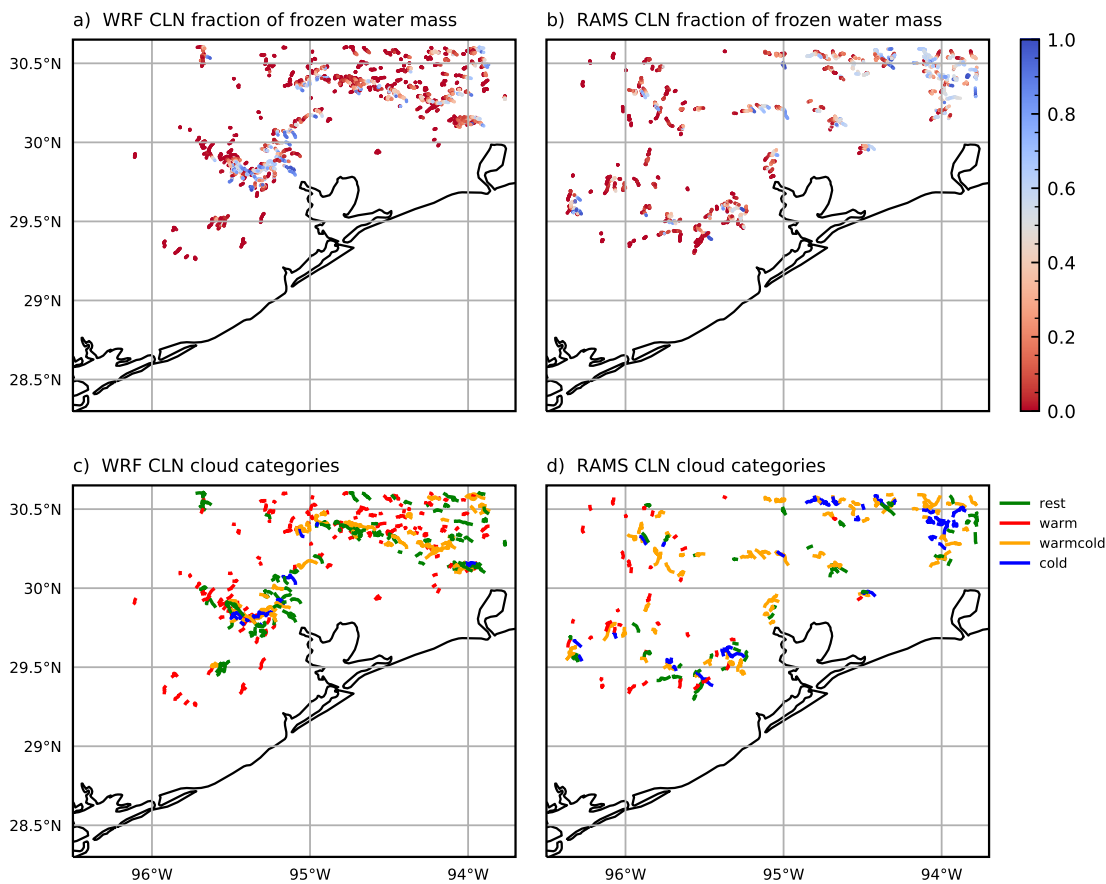 a)  WRF CLN fraction of frozen water mass
b)  RAMS CLN fraction of frozen water mass
30.5°N
30°N
29.5°N
29°N
28.5°N
1.0
0.8
0.6
0.4
0.2
0.0
c)  WRF CLN cloud categories
d)  RAMS CLN cloud categories
30.5°N
30°N
29.5°N
29°N
28.5°N
rest
warm
warmcold
cold
96°W
95°W
94°W
96°W
95°W
94°W